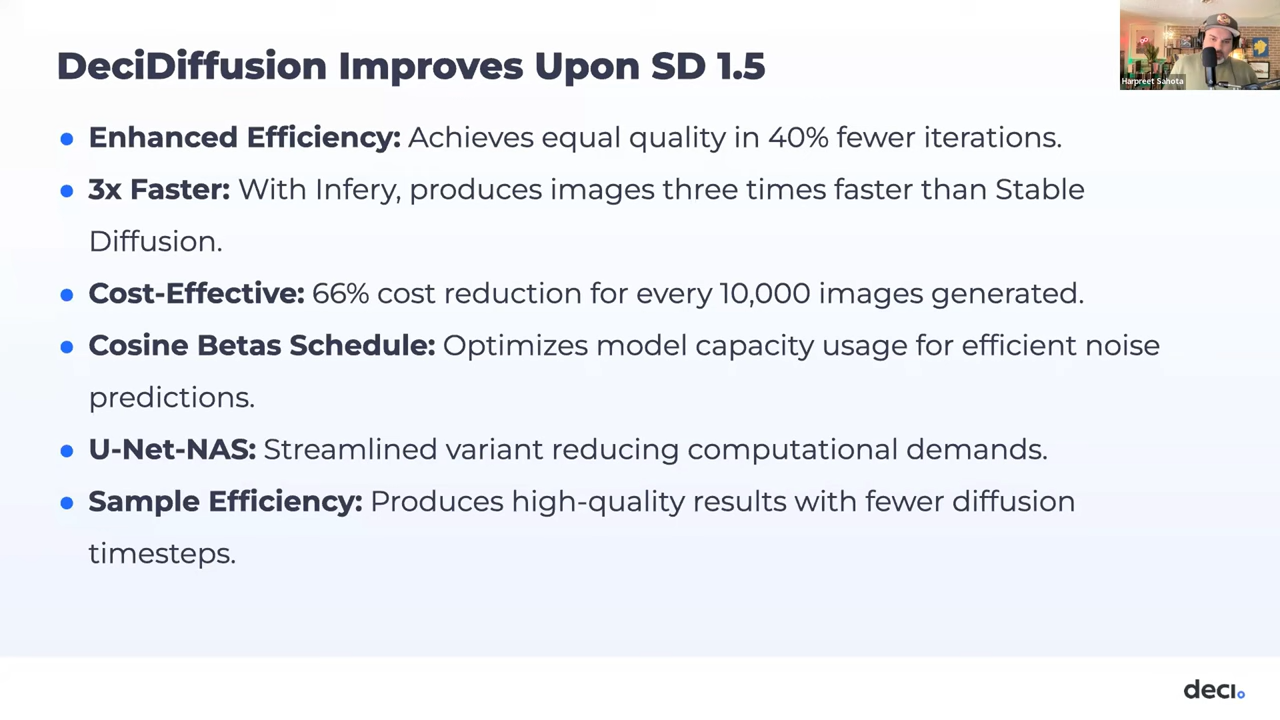 DeciDiffusion Improves Upon SD 1.5
Harpreet Sahota
● Enhanced Efficiency: Achieves equal quality in 40% fewer iterations.
● 3x Faster: With Infery, produces images three times faster than Stable
Diffusion.
● Cost-Effective: 66% cost reduction for every 10,000 images generated.
● Cosine Betas Schedule: Optimizes model capacity usage for efficient noise
predictions.
● U-Net-NAS: Streamlined variant reducing computational demands.
● Sample Efficiency: Produces high-quality results with fewer diffusion
timesteps.
deci.